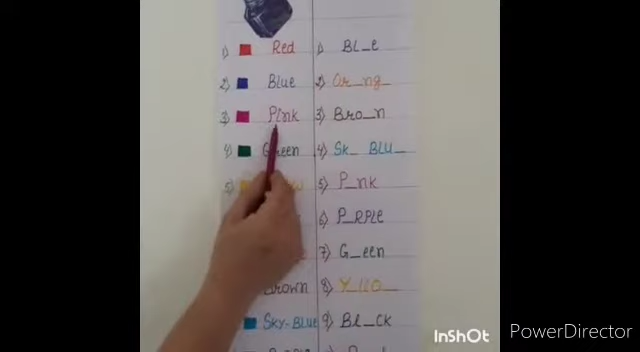 1) Red 1) BL_e
2) Blue 2) Or_ng_
3) Pink 3) Bro_n
4) Green 4) Sk_ BLU_
5) 5) P_nk
6) P_RPle
7) G_een
Brown 8) Y_llo_
Sky-Blue 9) BL_CK
InShOt
PowerDirector